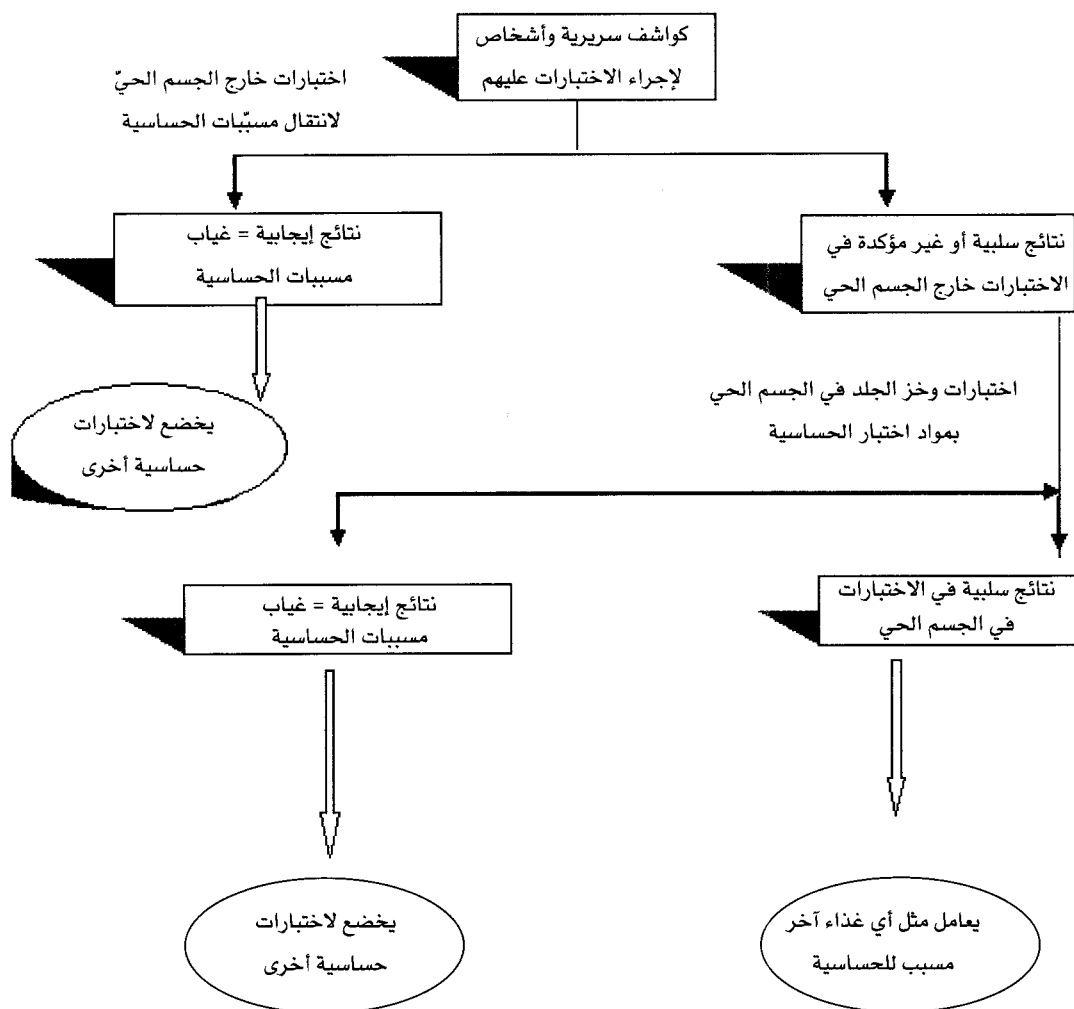 كواشف سريرية وأشخاص
لإجراء الاختبارات عليهم
اختبارات خارج الجسم الحيّ
لانتقال مسبّبات الحساسية
نتائج سلبية أو غير مؤكدة في
الاختبارات خارج الجسم الحي
نتائج إيجابية = غياب
مسببات الحساسية
اختبارات وخز الجلد في الجسم الحي
بمواد اختبار الحساسية
يخضع لاختبارات
حساسية أخرى
نتائج سلبية في الاختبارات
في الجسم الحي
نتائج إيجابية = غياب
مسببات الحساسية
يعامل مثل أي غذاء آخر
مسبب للحساسية
يخضع لاختبارات
حساسية أخرى